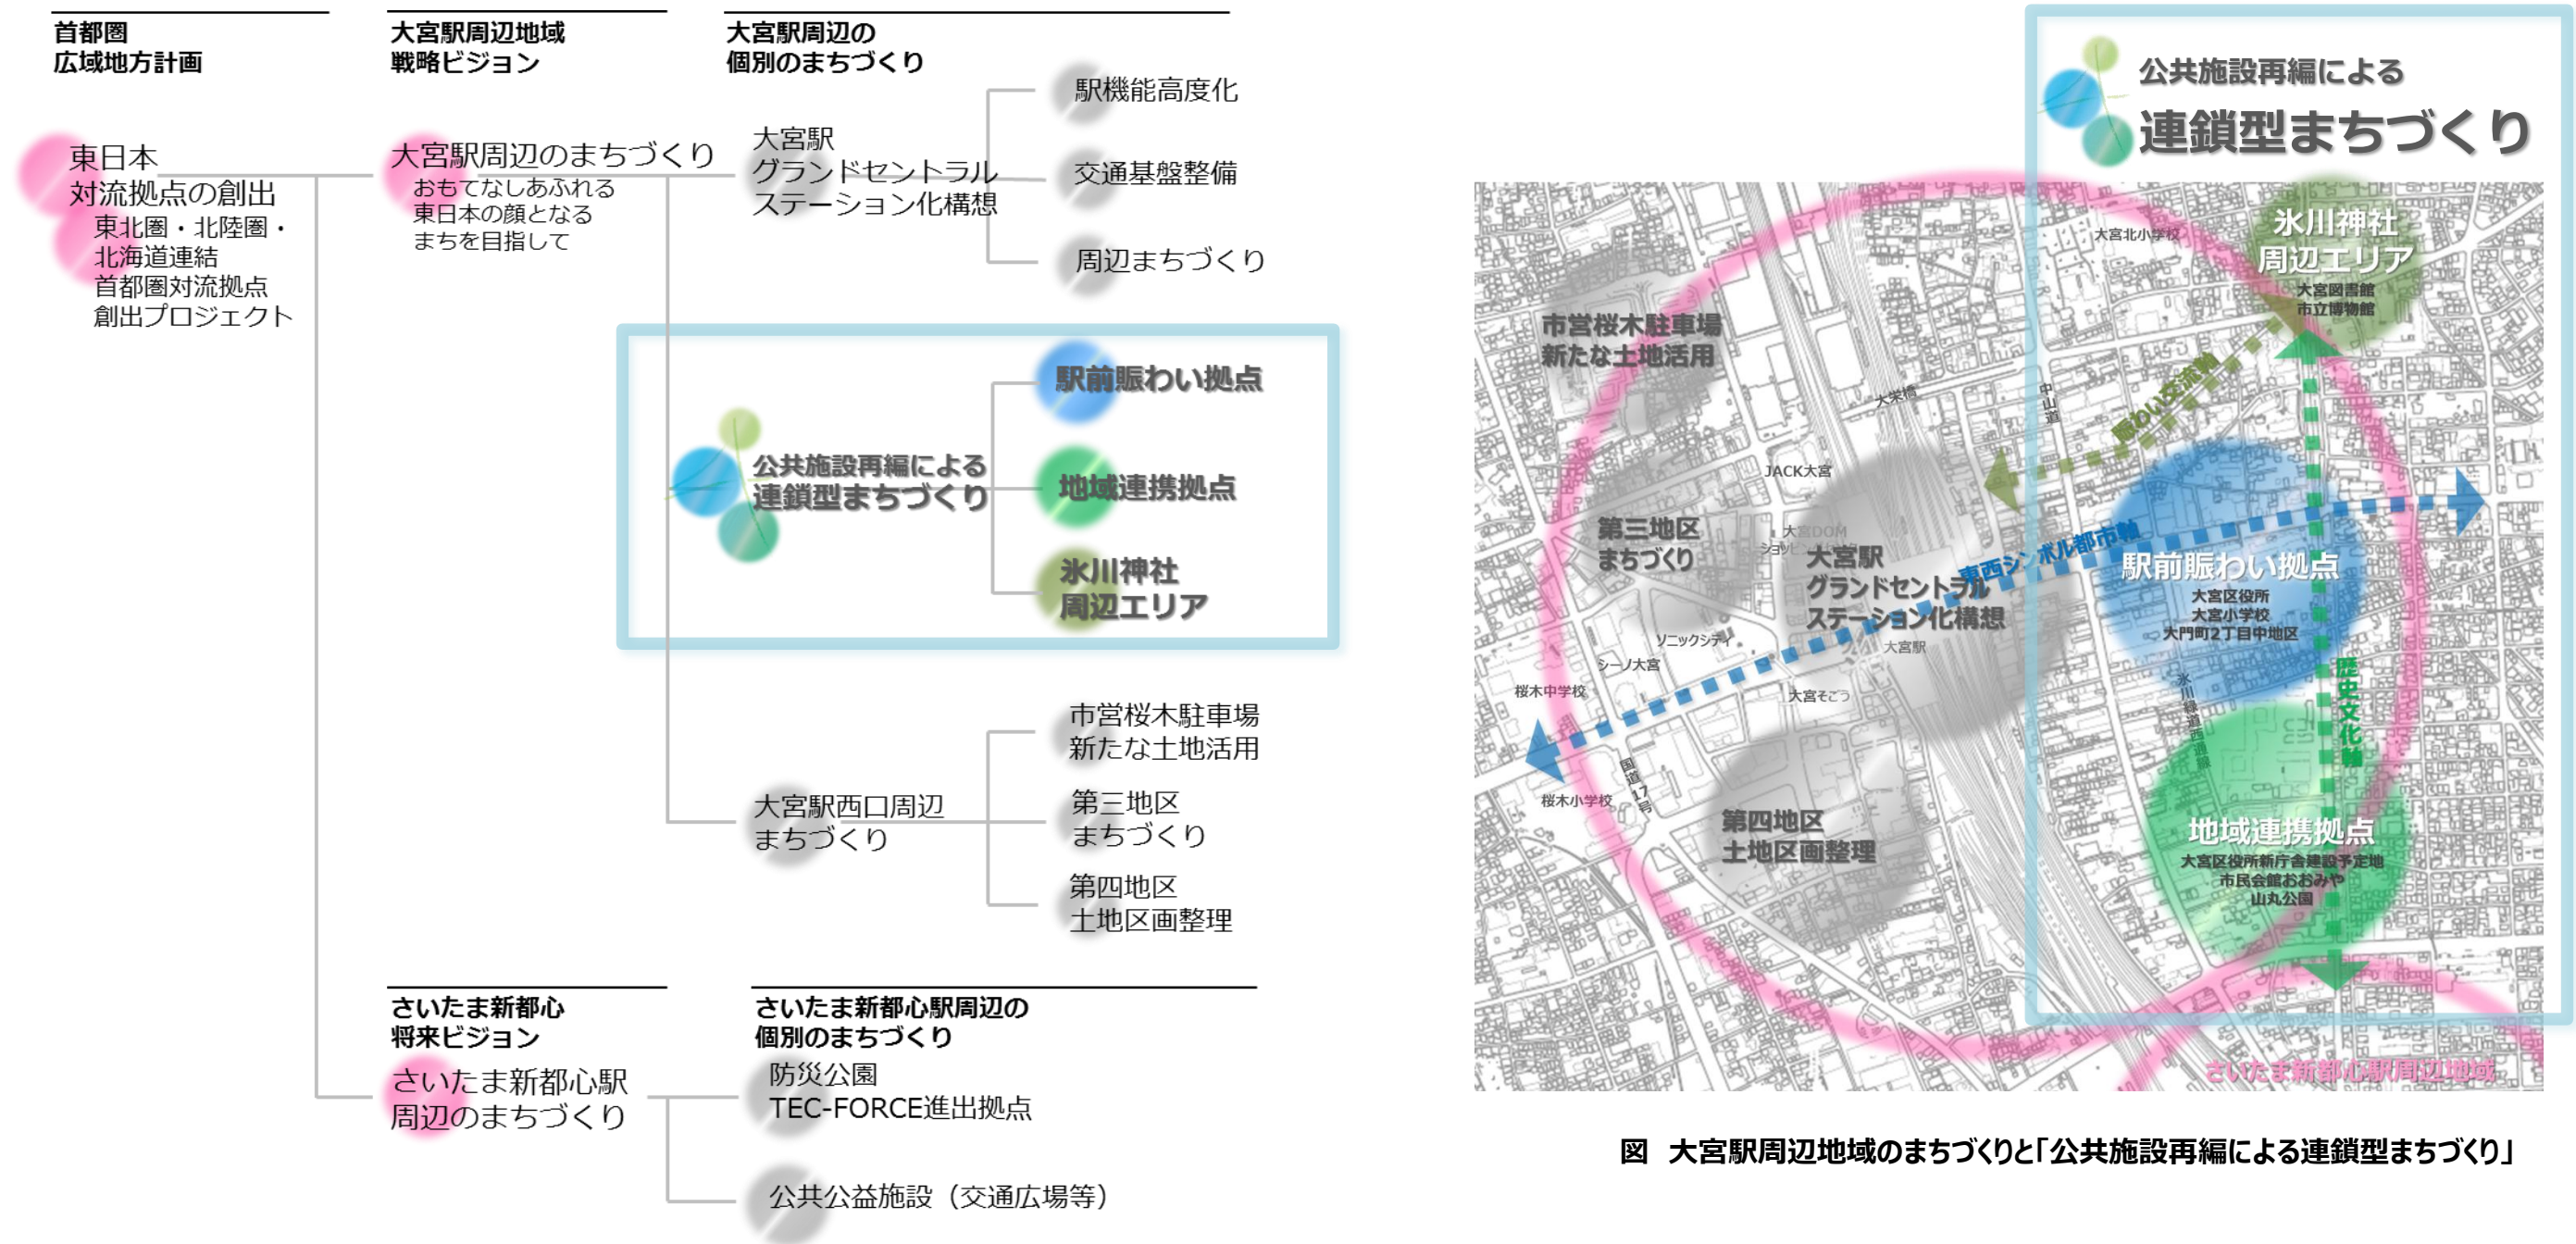 首都圏
広域地方計画
東日本
対流拠点の創出
東北圏・北陸圏・
北海道連結
首都圏対流拠点
創出プロジェクト
大宮駅周辺地域
戦略ビジョン
大宮駅周辺のまちづくり
おもてなしあふれる
東日本の顔となる
まちを目指して
大宮駅周辺の
個別のまちづくり
大宮駅
グランドセントラル
ステーション化構想
駅機能高度化
交通基盤整備
周辺まちづくり
公共施設再編による
連鎖型まちづくり
駅前賑わい拠点
地域連携拠点
氷川神社
周辺エリア
大宮駅西口周辺
まちづくり
市営桜木駐車場
新たな土地活用
第三地区
まちづくり
第四地区
土地区画整理
さいたま新都心
将来ビジョン
さいたま新都心駅
周辺のまちづくり
さいたま新都心駅周辺の
個別のまちづくり
防災公園
TEC-FORCE進出拠点
公共公益施設（交通広場等）
公共施設再編による
連鎖型まちづくり
氷川神社
周辺エリア
大宮図書館
市立博物館
大宮北小学校
市営桜木駐車場
新たな土地活用
賑わい交流軸
大栄橋
中山道
JACK大宮
第三地区
まちづくり
大宮DOM
大宮駅
グランドセントラル
ステーション化構想
東西シンボル都市軸
駅前賑わい拠点
大宮区役所
大宮小学校
大門町2丁目中地区
ソニックシティ
シーノ大宮
大宮駅
桜木中学校
大宮そごう
氷川緑道西通線
歴史文化軸
国道17号
桜木小学校
第四地区
土地区画整理
地域連携拠点
大宮区役所新庁舎建設予定地
市民会館おおみや
山丸公園
さいたま新都心駅周辺地域
図 大宮駅周辺地域のまちづくりと「公共施設再編による連鎖型まちづくり」